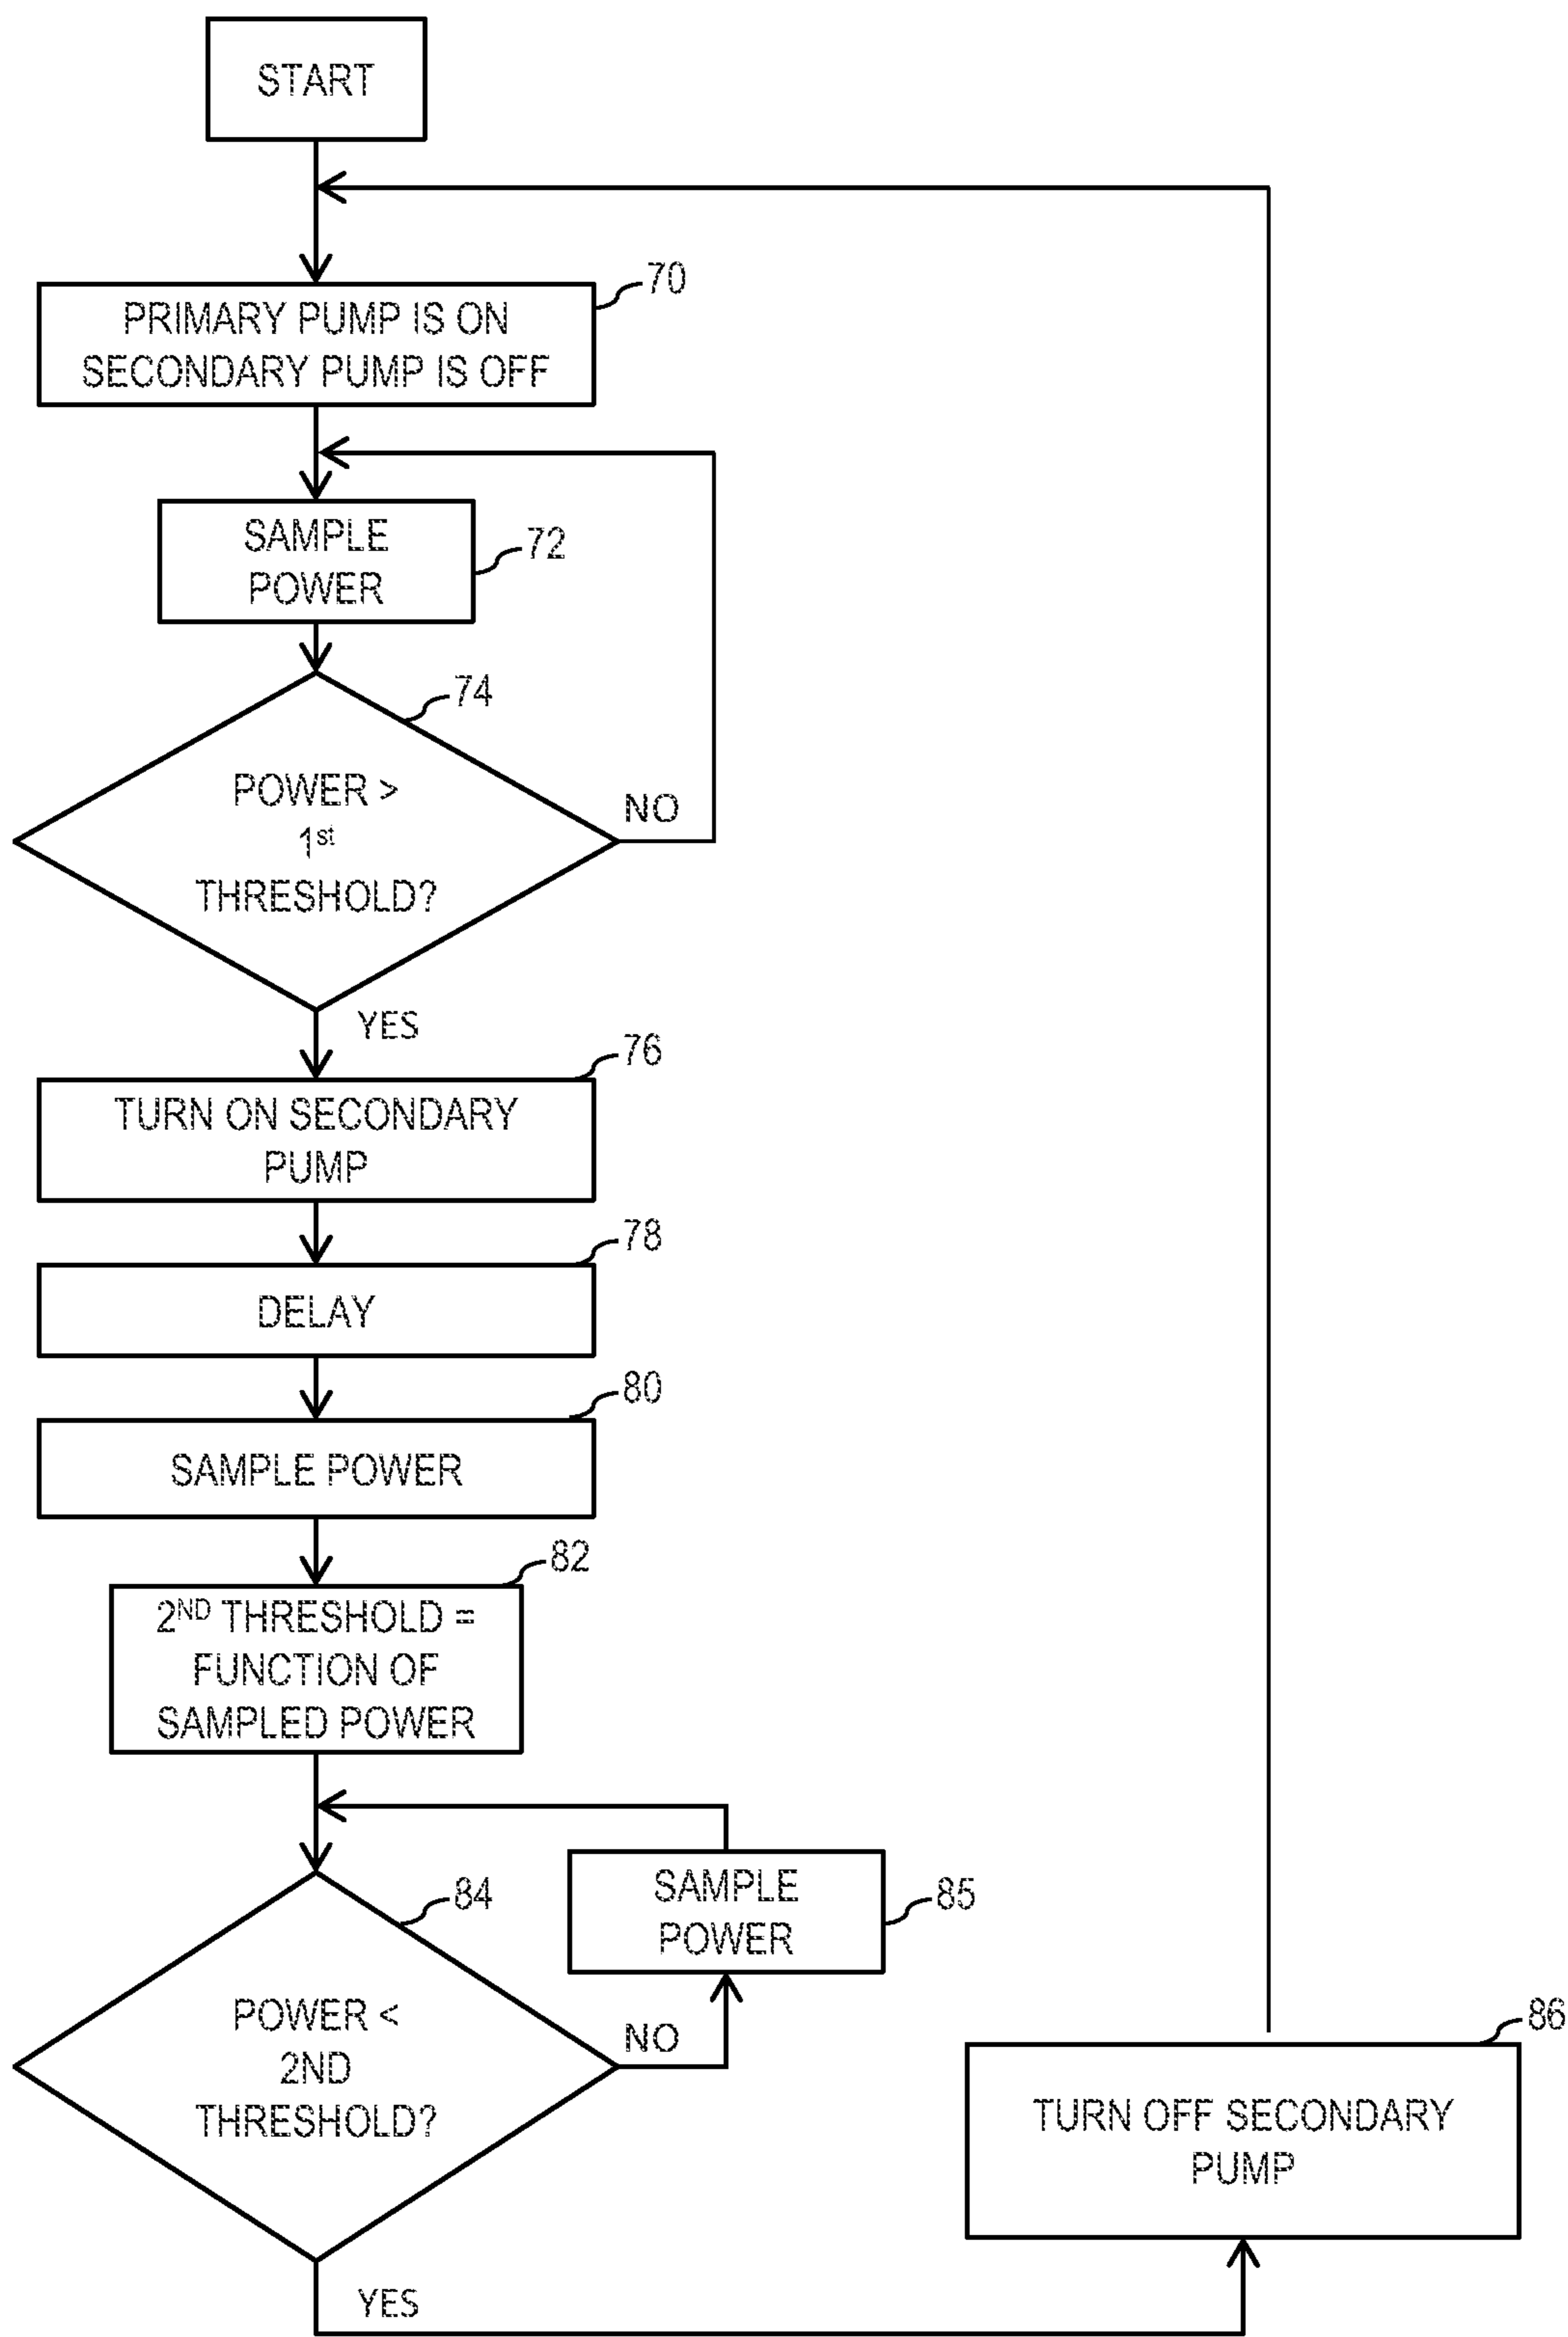 START
70
PRIMARY PUMP IS ON
SECONDARY PUMP IS OFF
SAMPLE
POWER
72
74
POWER >
1st
THRESHOLD?
NO
YES
76
TURN ON SECONDARY
PUMP
78
DELAY
80
SAMPLE POWER
82
2ND THRESHOLD =
FUNCTION OF
SAMPLED POWER
SAMPLE
POWER
85
84
POWER <
2ND
THRESHOLD?
NO
YES
86
TURN OFF SECONDARY
PUMP